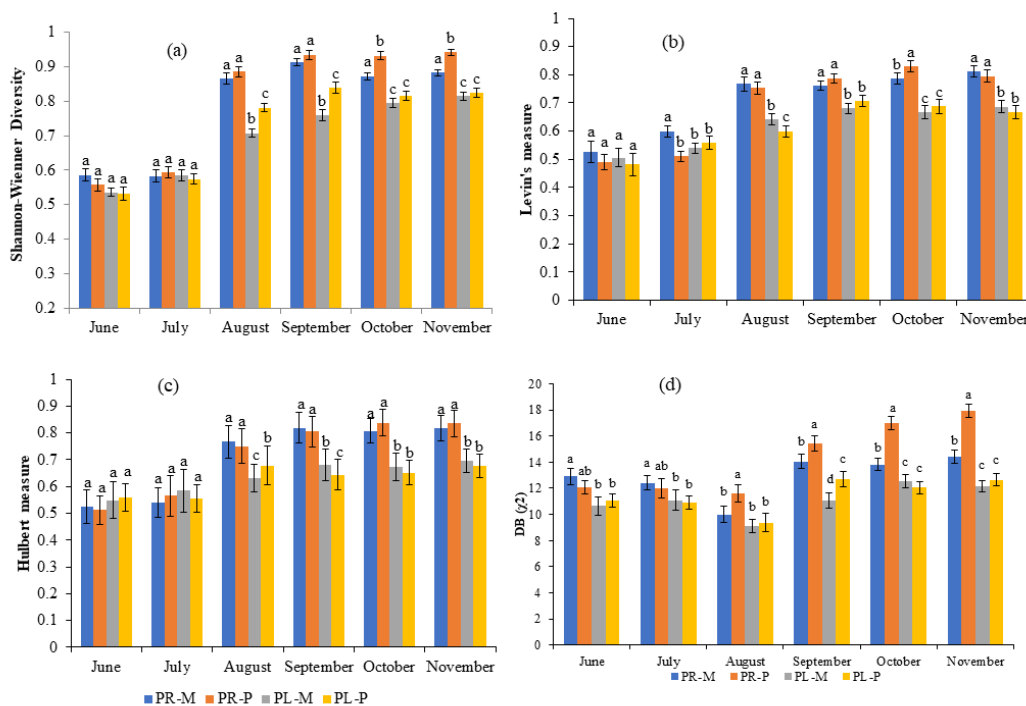 (a)
Shannon-Wienner Diversity
1
0.9
0.8
0.7
0.6
0.5
0.4
0.3
0.2
a a a a
a a a a
a a b c
a a b c
a b c c
a b c c
June July August September October November
(b)
Levin's measure
1
0.9
0.8
0.7
0.6
0.5
0.4
0.3
0.2
0.1
0
a a a a
a b b b
a a b c
a a b b
b a c c
a a b b
June July August September October November
(c)
Hulbert measure
1
0.9
0.8
0.7
0.6
0.5
0.4
0.3
0.2
0.1
0
a a a a
a a a a
a a c b
a a b c
a a b b
a a b b
June July August September October November
PR-M PR-P PL-M PL-P
(d)
DB (χ2)
20
18
16
14
12
10
8
6
4
2
0
a ab b b
a ab b b
b a b b
b a d c
b a c c
b a c c
June July August September October November
PR-M PR-P PL-M PL-P